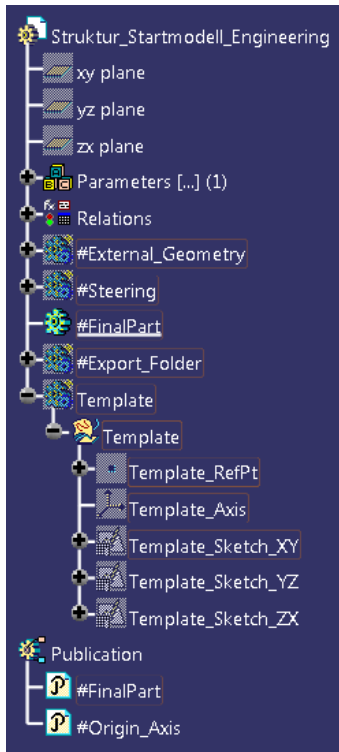 Struktur_Startmodell_Engineering
xy plane
yz plane
zx plane
Parameters [...] (1)
Relations
#External_Geometry
#Steering
#FinalPart
#Export_Folder
Template
Template
Template_RefPt
Template_Axis
Template_Sketch_XY
Template_Sketch_YZ
Template_Sketch_ZX
Publication
#FinalPart
#Origin_Axis